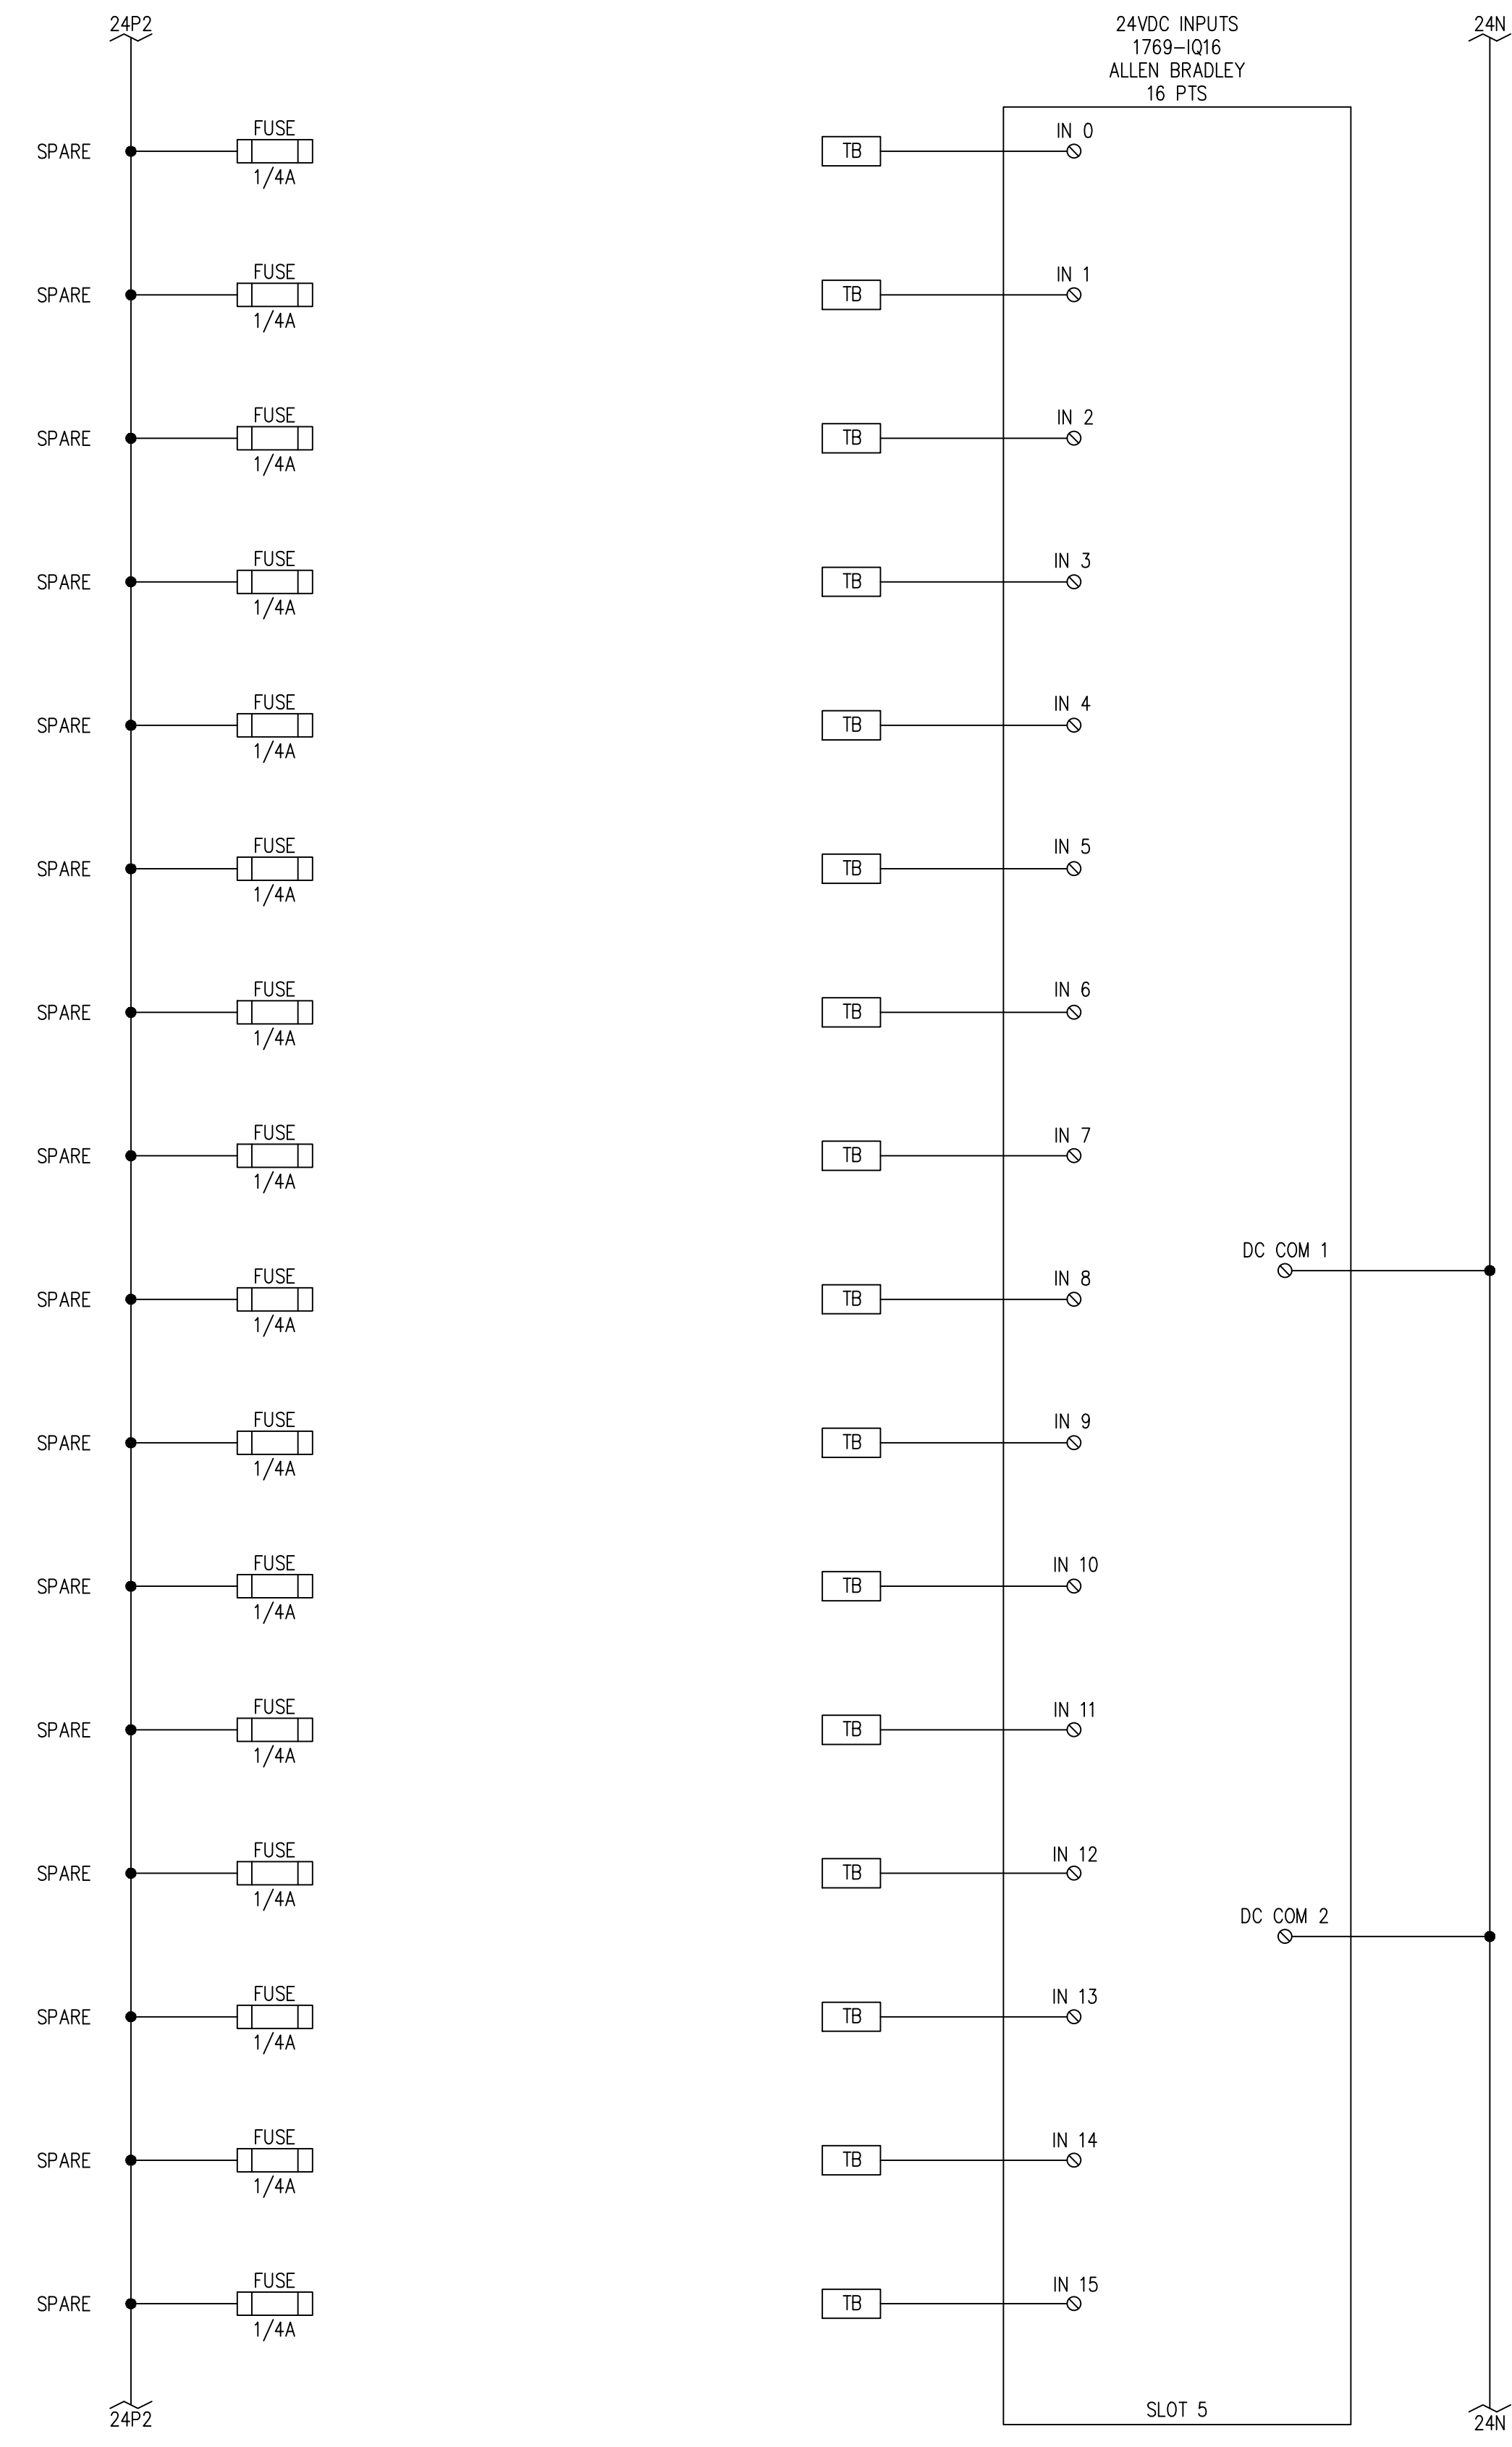 24P2
24VDC INPUTS
24N
1769-IQ16
ALLEN BRADLEY
16 PTS
FUSE
IN 0
SPARE
TB
1/4A
FUSE
IN 1
SPARE
TB
1/4A
FUSE
IN 2
SPARE
TB
1/4A
FUSE
IN 3
SPARE
TB
1/4A
FUSE
IN 4
SPARE
TB
1/4A
FUSE
IN 5
SPARE
TB
1/4A
FUSE
IN 6
SPARE
TB
1/4A
FUSE
IN 7
SPARE
TB
1/4A
DC COM 1
FUSE
IN 8
SPARE
TB
1/4A
FUSE
IN 9
SPARE
TB
1/4A
FUSE
IN 10
SPARE
TB
1/4A
FUSE
IN 11
SPARE
TB
1/4A
FUSE
IN 12
SPARE
TB
1/4A
DC COM 2
FUSE
IN 13
SPARE
TB
1/4A
FUSE
IN 14
SPARE
TB
1/4A
FUSE
IN 15
SPARE
TB
1/4A
SLOT 5
24P2
24N